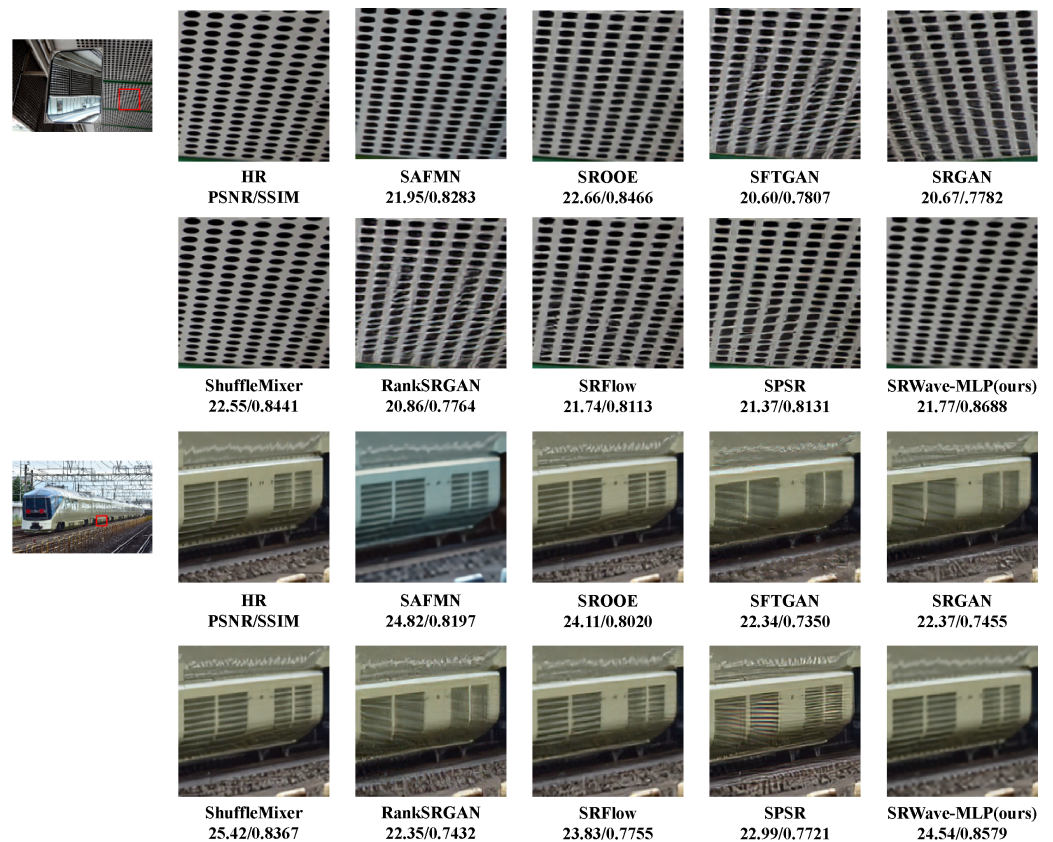 HR SAFMN SROOE SFTGAN SRGAN
PSNR/SSIM 21.95/0.8283 22.66/0.8466 20.60/0.7807 20.67/.7782
ShuffleMixer RankSRGAN SRFlow SPSR SRWave-MLP(ours)
22.55/0.8441 20.86/0.7764 21.74/0.8113 21.37/0.8131 21.77/0.8688
HR SAFMN SROOE SFTGAN SRGAN
PSNR/SSIM 24.82/0.8197 24.11/0.8020 22.34/0.7350 22.37/0.7455
ShuffleMixer RankSRGAN SRFlow SPSR SRWave-MLP(ours)
25.42/0.8367 22.35/0.7432 23.83/0.7755 22.99/0.7721 24.54/0.8579